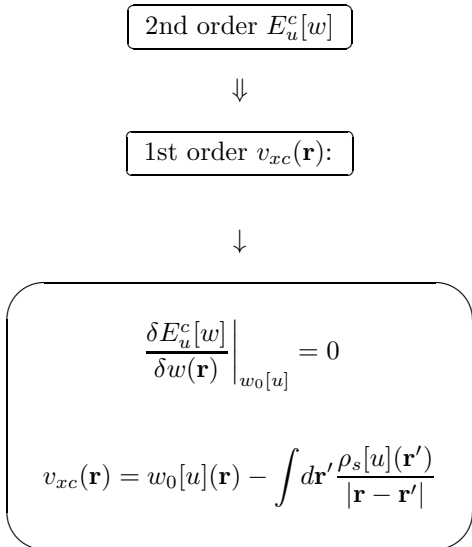 2nd order $E_u^c[w]$
⇓
1st order $v_{xc}(\mathbf{r})$:
↓
$\left.\frac{\delta E_u^c[w]}{\delta w(\mathbf{r})}\right|_{w_0[u]} = 0$
$v_{xc}(\mathbf{r}) = w_0[u](\mathbf{r}) - \int d\mathbf{r}' \frac{\rho_s[u](\mathbf{r}')}{|\mathbf{r} - \mathbf{r}'|}$